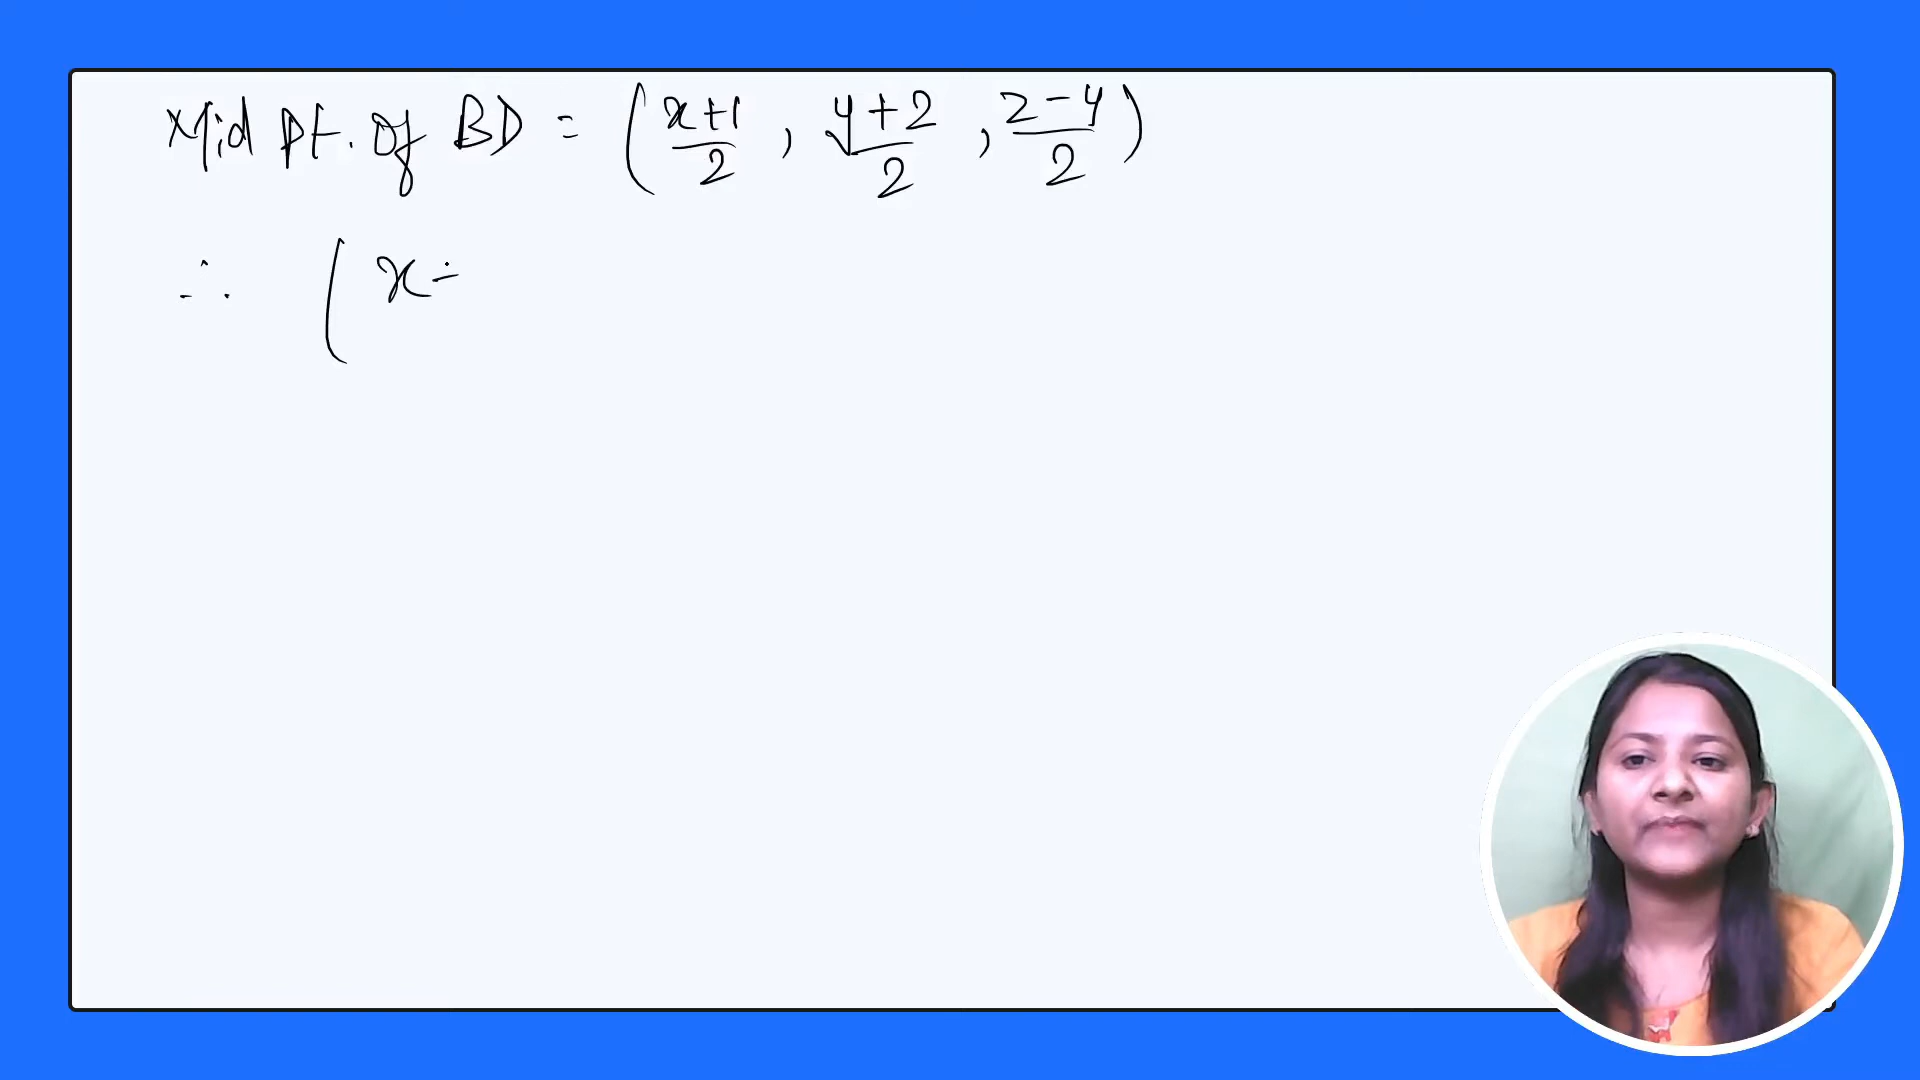 Mid pt. of BD = (x+1/2, y+2/2, z-4/2)
∴ ( x+